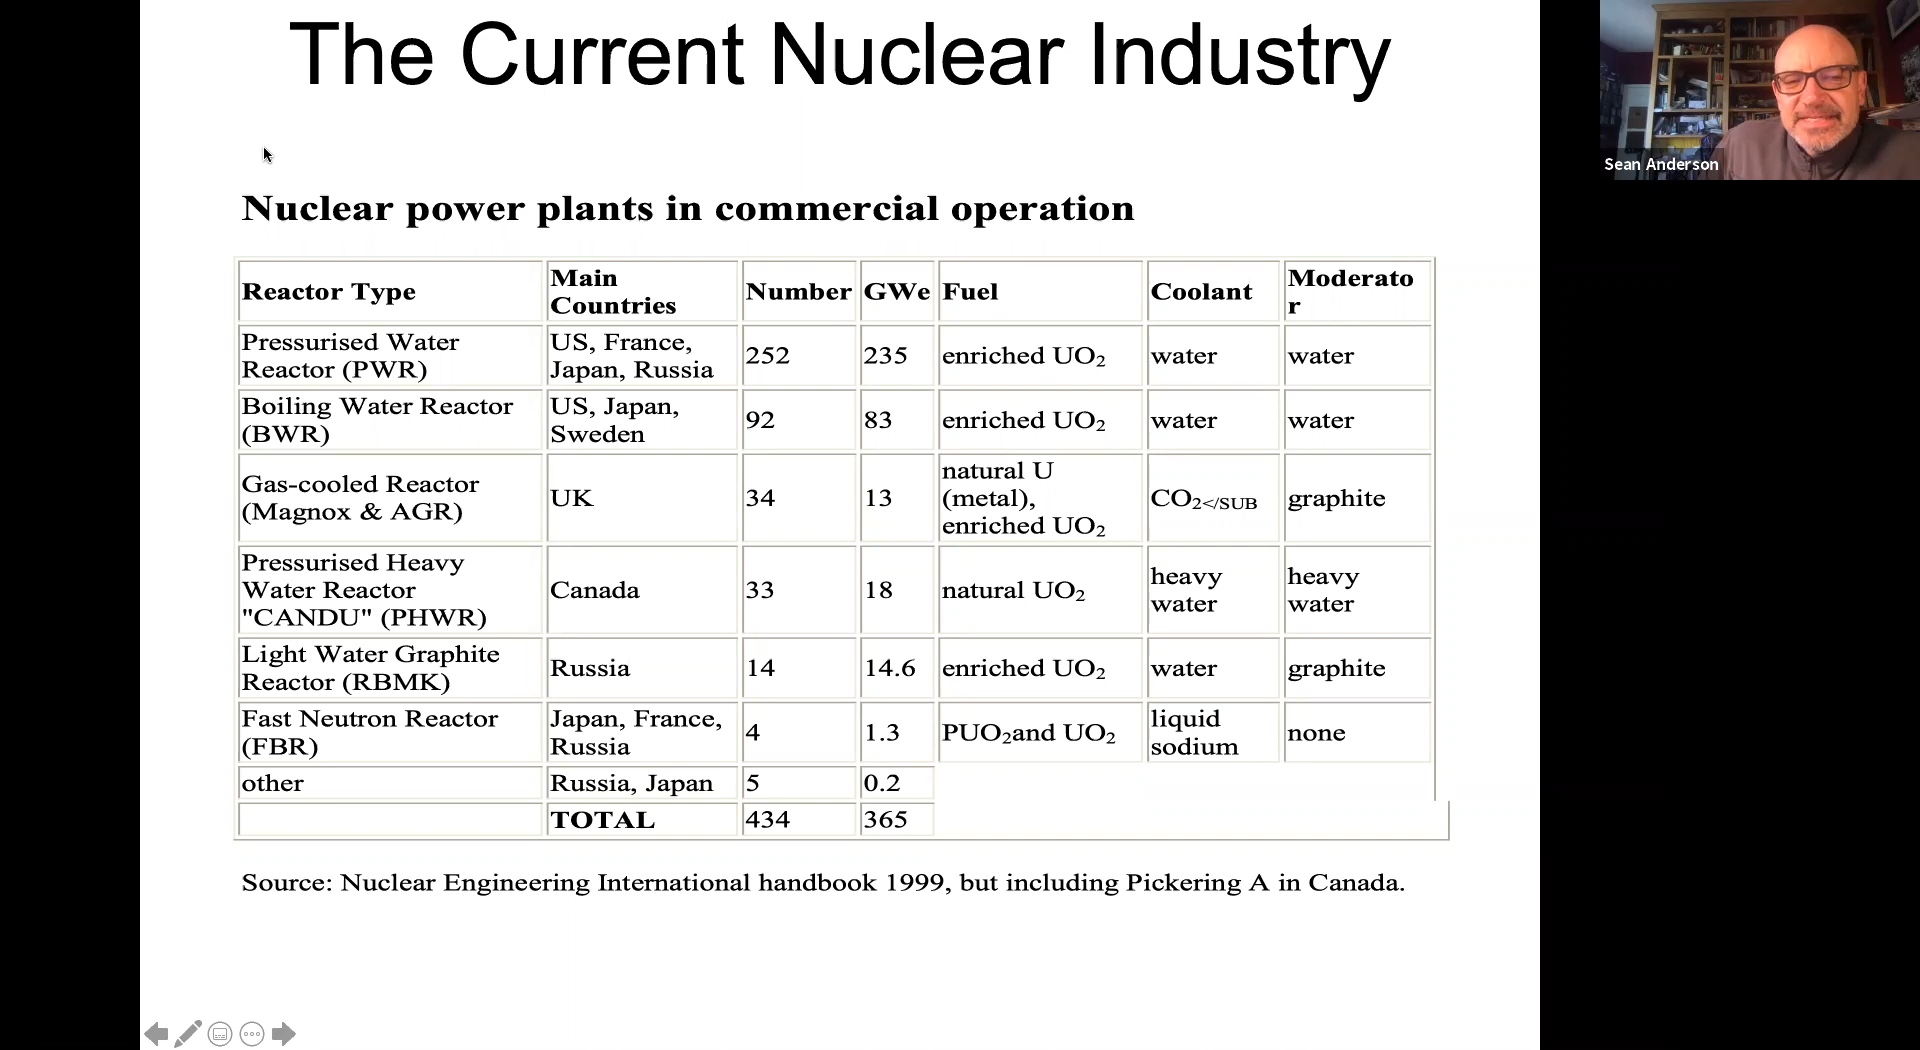 The Current Nuclear Industry
Sean Anderson
Nuclear power plants in commercial operation
Reactor Type
Main
Countries
Number
GWe
Fuel
Coolant
Moderato
r
Pressurised Water
Reactor (PWR)
US, France,
Japan, Russia
252
235
enriched UO₂
water
water
Boiling Water Reactor
(BWR)
US, Japan,
Sweden
92
83
enriched UO₂
water
water
Gas-cooled Reactor
(Magnox & AGR)
UK
34
13
natural U
(metal),
enriched UO₂
CO₂</SUB
graphite
Pressurised Heavy
Water Reactor
"CANDU" (PHWR)
Canada
33
18
natural UO₂
heavy
water
heavy
water
Light Water Graphite
Reactor (RBMK)
Russia
14
14.6
enriched UO₂
water
graphite
Fast Neutron Reactor
(FBR)
Japan, France,
Russia
4
1.3
PUO₂and UO₂
liquid
sodium
none
other
Russia, Japan
5
0.2
TOTAL
434
365
Source: Nuclear Engineering International handbook 1999, but including Pickering A in Canada.